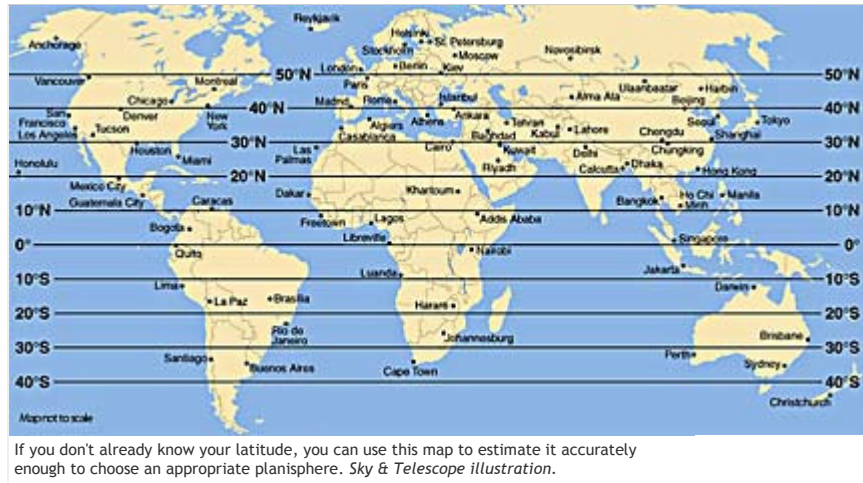 Reykjavik
Helsinki
Anchorage
Stockholm
St. Petersburg
Moscow
Novosibirsk
London
Berlin
Kiev
Vancouver
Montreal
50°N
50°N
Paris
Ulaanbaatar
Harbin
Chicago
Madrid
Rome
Istanbul
Alma Ata
Beijing
40°N
40°N
San
Francisco
Denver
New
York
Algiers
Athens
Ankara
Tehran
Seoul
Tokyo
Los Angeles
Tucson
Casablanca
Baghdad
Kabul
Lahore
Chengdu
Shanghai
30°N
30°N
Houston
Miami
Las
Palmas
Cairo
Kuwait
Delhi
Chungking
Honolulu
Riyadh
Calcutta
Dhaka
Hong Kong
20°N
20°N
Mexico City
Dakar
Khartoum
Guatemala City
Caracas
Bangkok
Ho Chi
Minh
Manila
10°N
10°N
Freetown
Lagos
Addis Ababa
Bogota
Libreville
Singapore
0°
0°
Quito
Nairobi
Luanda
Jakarta
10°S
10°S
Lima
Darwin
La Paz
Brasilia
Harare
20°S
20°S
Rio de
Janeiro
Johannesburg
Brisbane
30°S
30°S
Santiago
Buenos Aires
Cape Town
Perth
Sydney
40°S
40°S
Christchurch
Map not to scale
If you don't already know your latitude, you can use this map to estimate it accurately
enough to choose an appropriate planisphere. Sky & Telescope illustration.